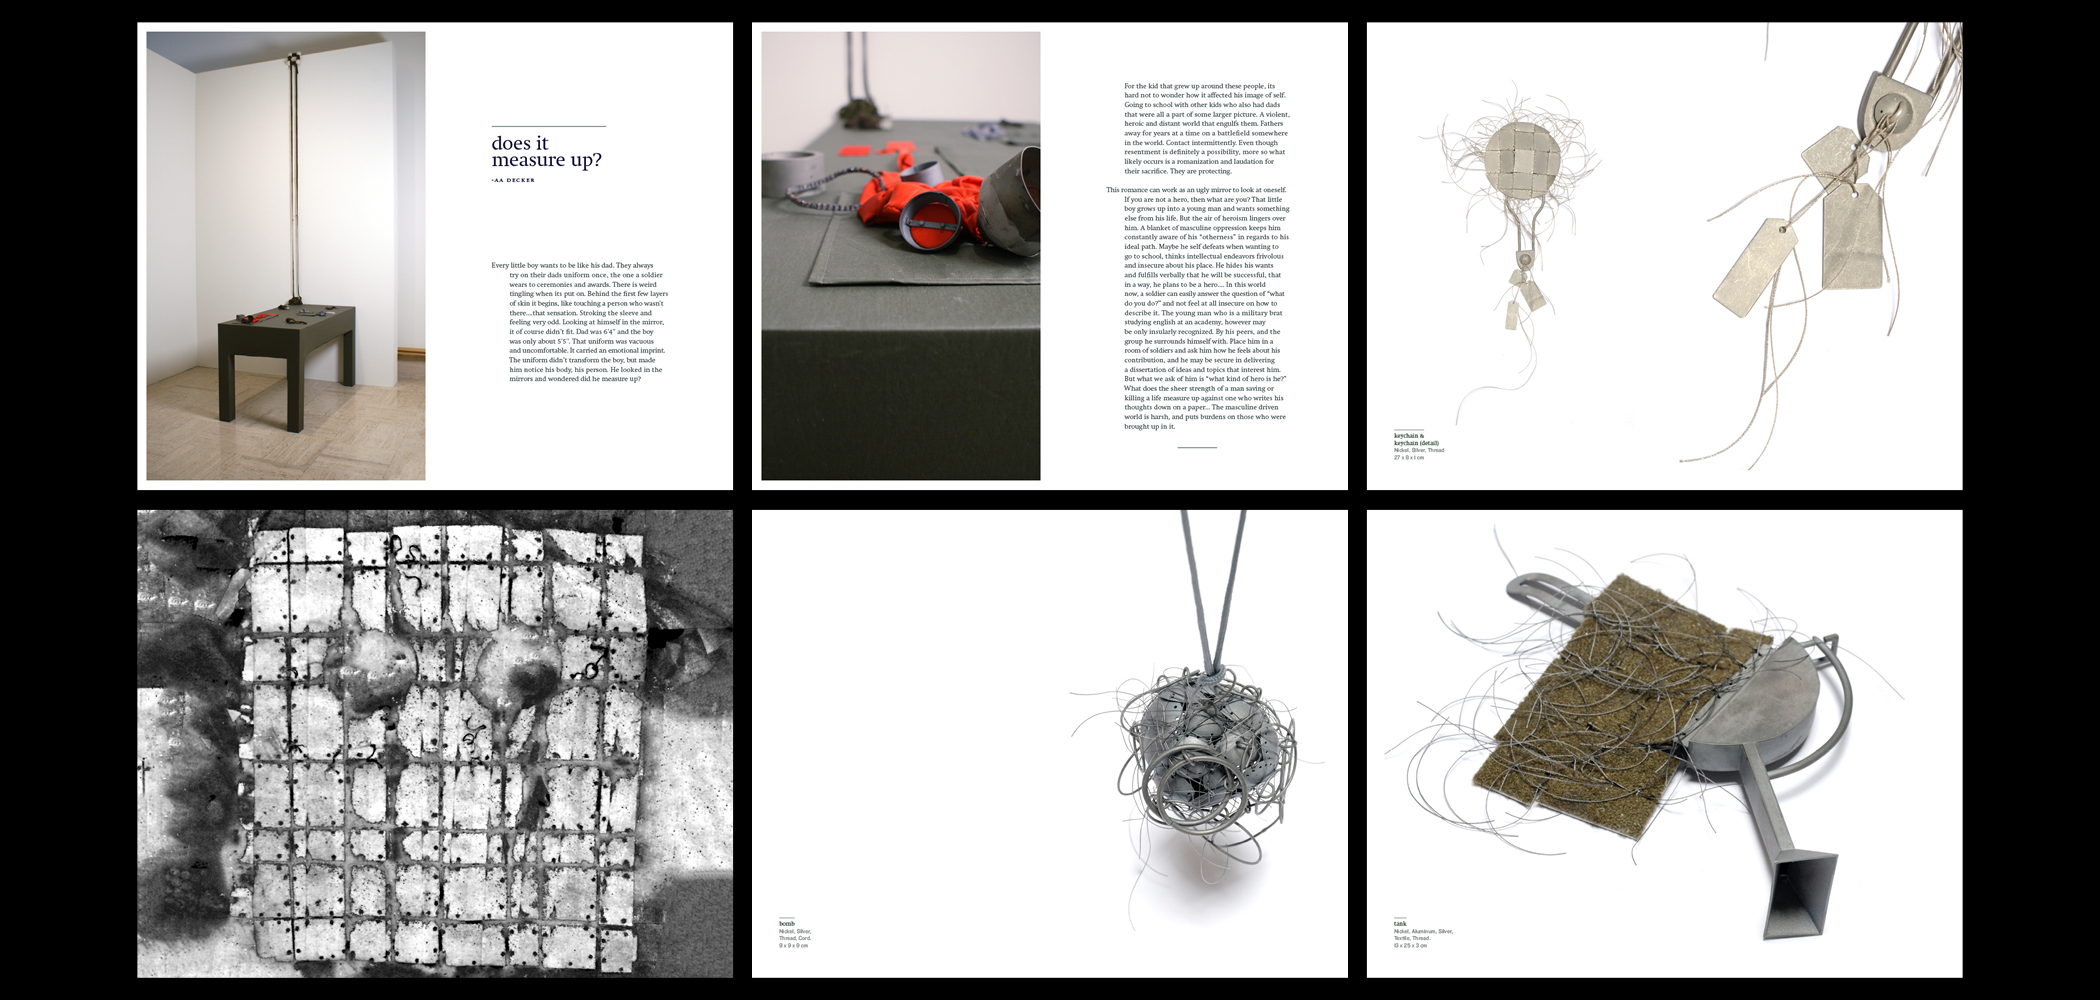 does it
measure up?
-AA DECKER
Every little boy wants to be like his dad. They always
try on their dads uniform once, the one a soldier
wears to ceremonies and awards. There is weird
tingling when its put on. Behind the first few layers
of skin it begins, like touching a person who wasn't
there....that sensation. Stroking the sleeve and
feeling very odd. Looking at himself in the mirror,
it of course didn't fit. Dad was 6'4" and the boy
was only about 5'5". That uniform was vacuous
and uncomfortable. It carried an emotional imprint.
The uniform didn't transform the boy, but made
him notice his body, his person. He looked in the
mirrors and wondered did he measure up?
For the kid that grew up around these people, its
hard not to wonder how it affected his image of self.
Going to school with other kids who also had dads
that were all a part of some larger picture. A violent,
heroic and distant world that engulfs them. Fathers
away for years at a time on a battlefield somewhere
in the world. Contact intermittently. Even though
resentment is definitely a possibility, more so what
likely occurs is a romanization and laudation for
their sacrifice. They are protecting.
This romance can work as an ugly mirror to look at oneself.
If you are not a hero, then what are you? That little
boy grows up into a young man and wants something
else from his life. But the air of heroism lingers over
him. A blanket of masculine oppression keeps him
constantly aware of his "otherness" in regards to his
ideal path. Maybe he self defeats when wanting to
go to school, thinks intellectual endeavors frivolous
and insecure about his place. He hides his wants
and fulfills verbally that he will be successful, that
in a way, he plans to be a hero.... In this world
now, a soldier can easily answer the question of "what
do you do?" and not feel at all insecure on how to
describe it. The young man who is a military brat
studying english at an academy, however may
be only insularly recognized. By his peers, and the
group he surrounds himself with. Place him in a
room of soldiers and ask him how he feels about his
contribution, and he may be secure in delivering
a dissertation of ideas and topics that interest him.
But what we ask of him is "what kind of hero is he?"
What does the sheer strength of a man saving or
killing a life measure up against one who writes his
thoughts down on a paper... The masculine driven
world is harsh, and puts burdens on those who were
brought up in it.
keychain &
keychain (detail)
Nickel, Silver, Thread
27 x 8 x 1 cm
bomb
Nickel, Silver,
Thread, Cord.
9 x 9 x 9 cm
tank
Nickel, Aluminum, Silver,
Textile, Thread.
13 x 25 x 3 cm